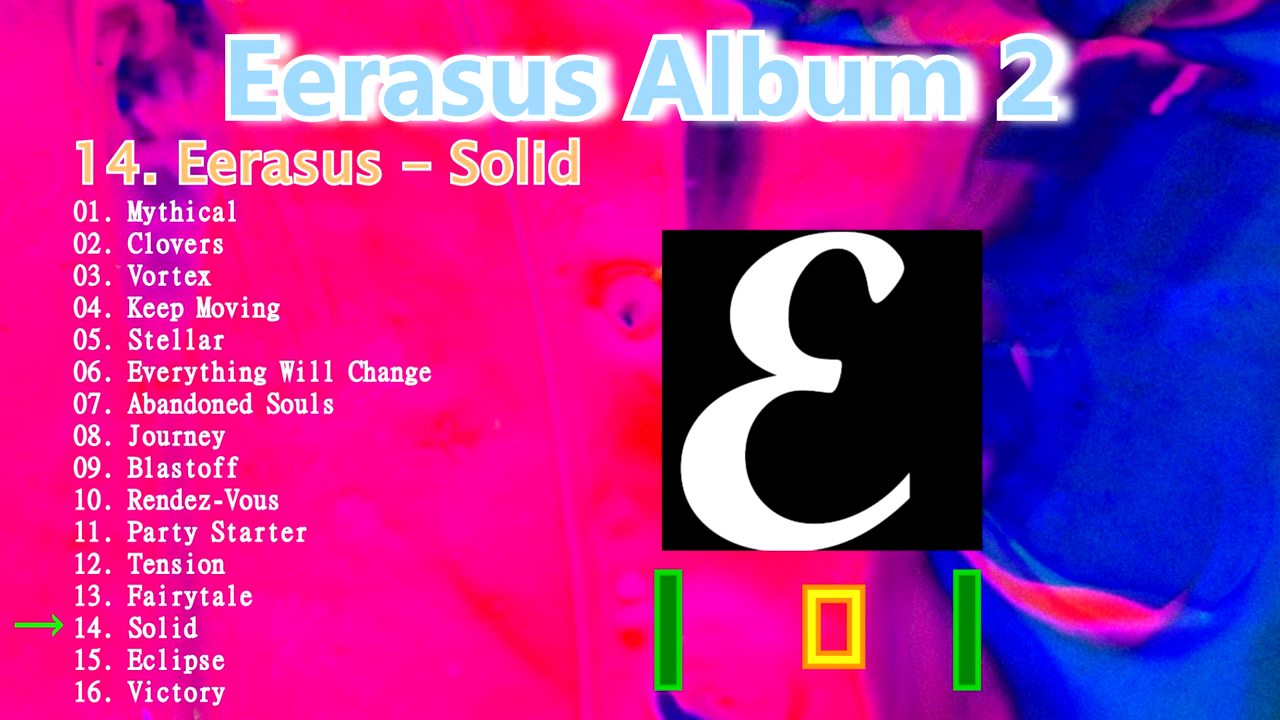 Eerasus Album 2
14. Eerasus – Solid
01. Mythical
02. Clovers
03. Vortex
04. Keep Moving
05. Stellar
06. Everything Will Change
07. Abandoned Souls
08. Journey
09. Blastoff
10. Rendez-Vous
11. Party Starter
12. Tension
13. Fairytale
→ 14. Solid
15. Eclipse
16. Victory
ℰ